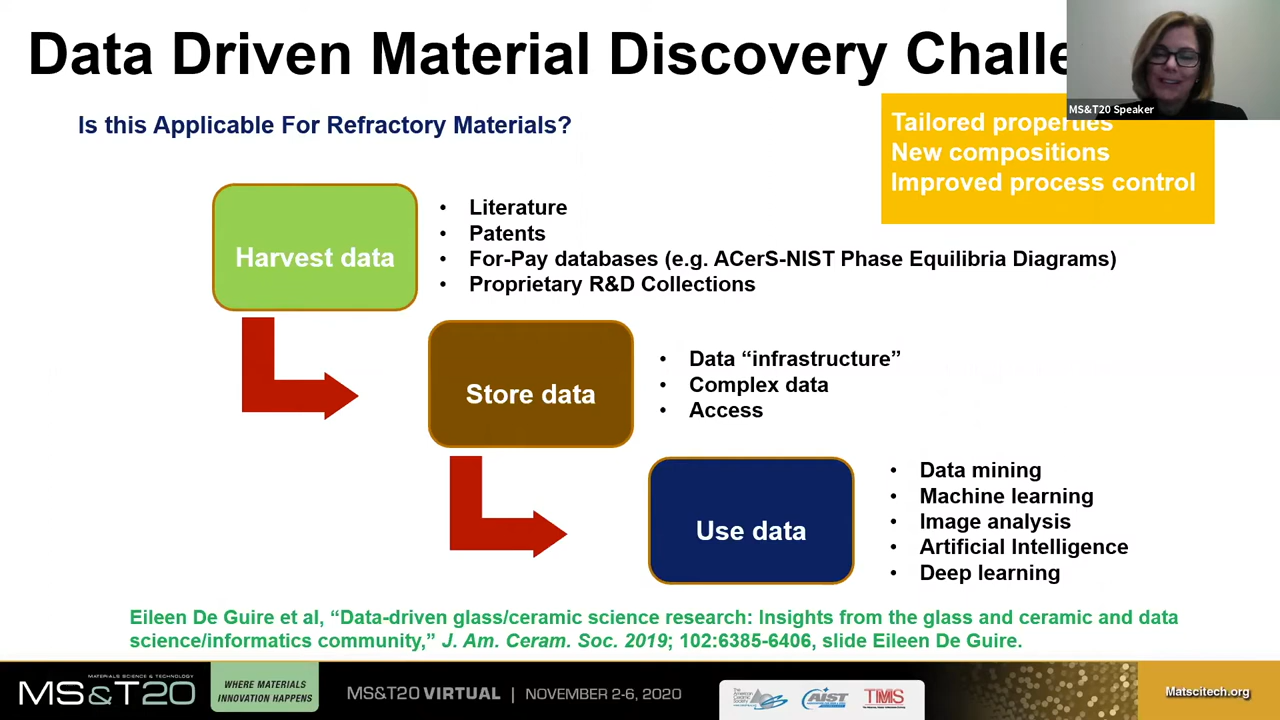 Data Driven Material Discovery Challe
MS&T20 Speaker
Is this Applicable For Refractory Materials?
Tailored properties
New compositions
Improved process control
Harvest data
• Literature
• Patents
• For-Pay databases (e.g. ACerS-NIST Phase Equilibria Diagrams)
• Proprietary R&D Collections
Store data
• Data “infrastructure”
• Complex data
• Access
Use data
• Data mining
• Machine learning
• Image analysis
• Artificial Intelligence
• Deep learning
Eileen De Guire et al, “Data-driven glass/ceramic science research: Insights from the glass and ceramic and data
science/informatics community,” J. Am. Ceram. Soc. 2019; 102:6385-6406, slide Eileen De Guire.
MATERIALS SCIENCE & TECHNOLOGY
MS&T20
WHERE MATERIALS
INNOVATION HAPPENS
MS&T20 VIRTUAL | NOVEMBER 2-6, 2020
The American Ceramic Society
AIST
TMS
Matscitech.org